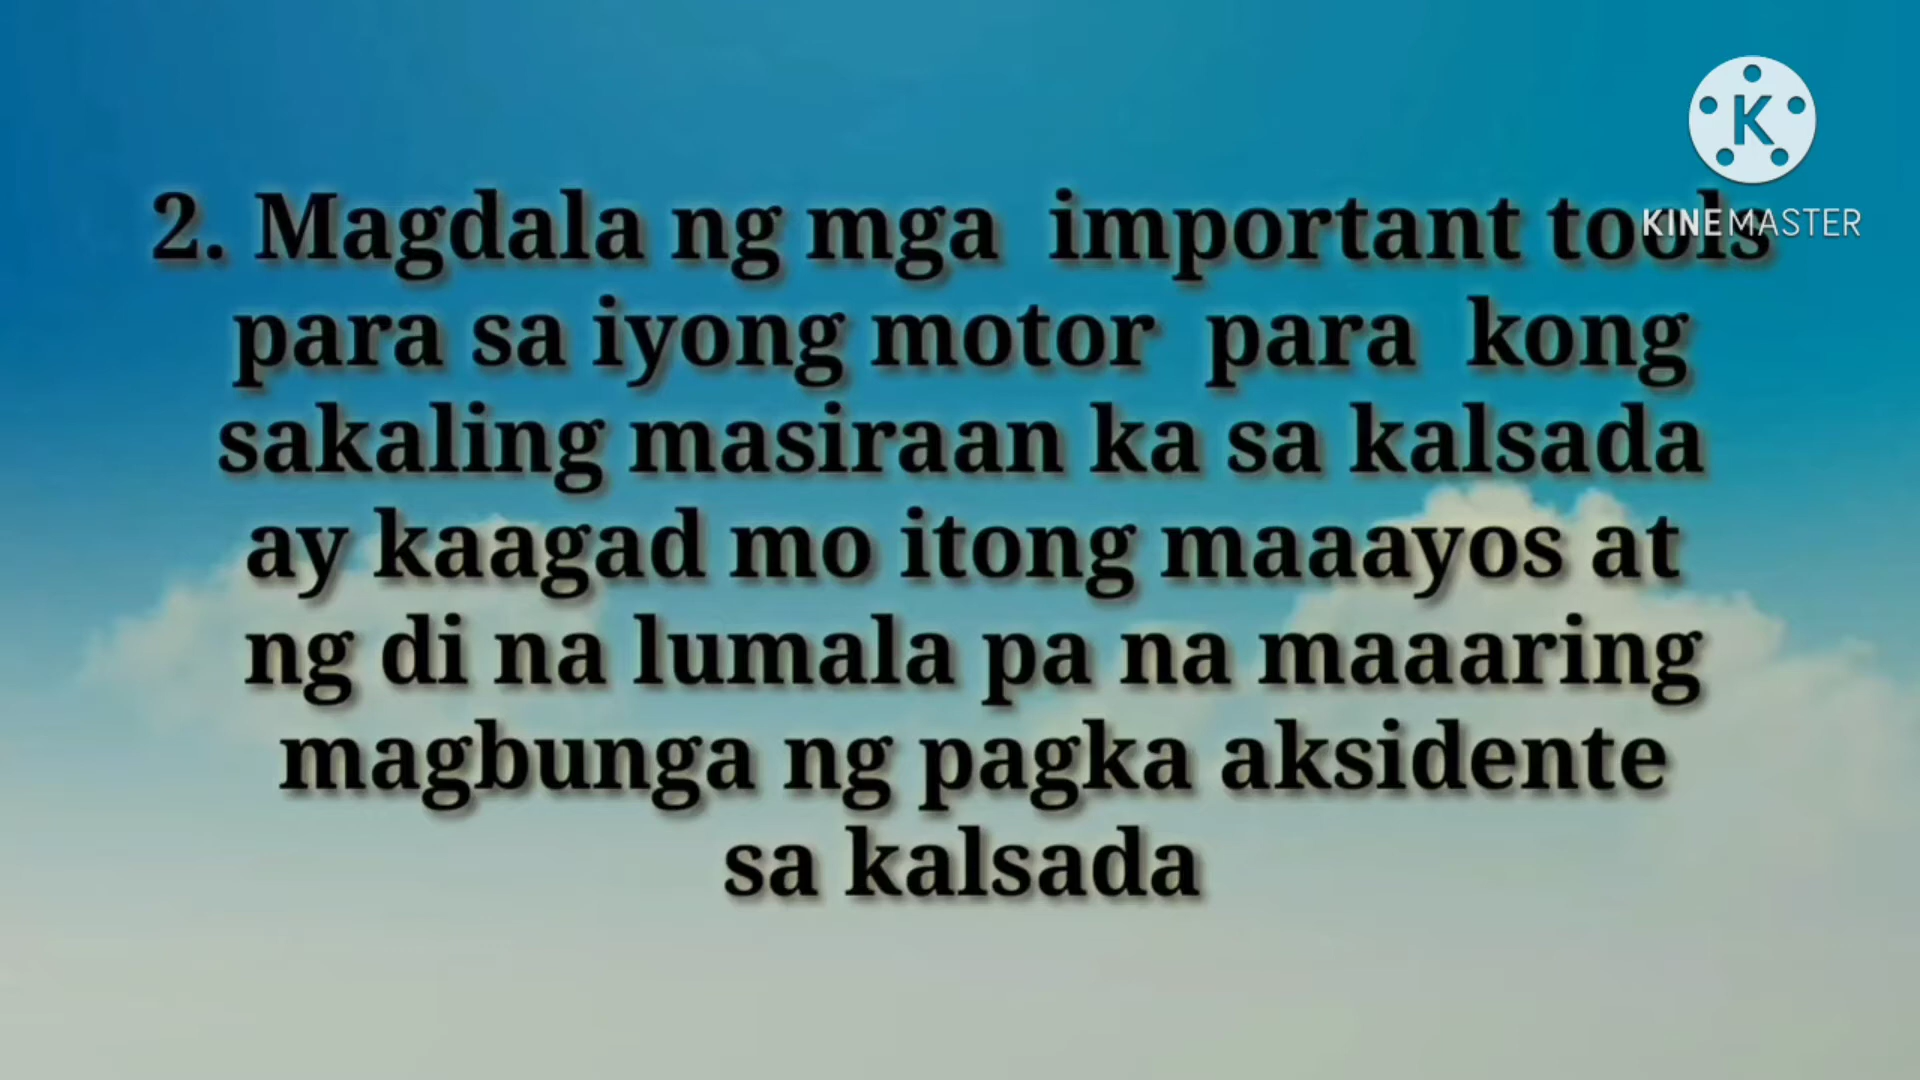 2. Magdala ng mga important tools
para sa iyong motor para kong
sakaling masiraan ka sa kalsada
ay kaagad mo itong maaayos at
ng di na lumala pa na maaaring
magbunga ng pagka aksidente
sa kalsada
K
KINEMASTER